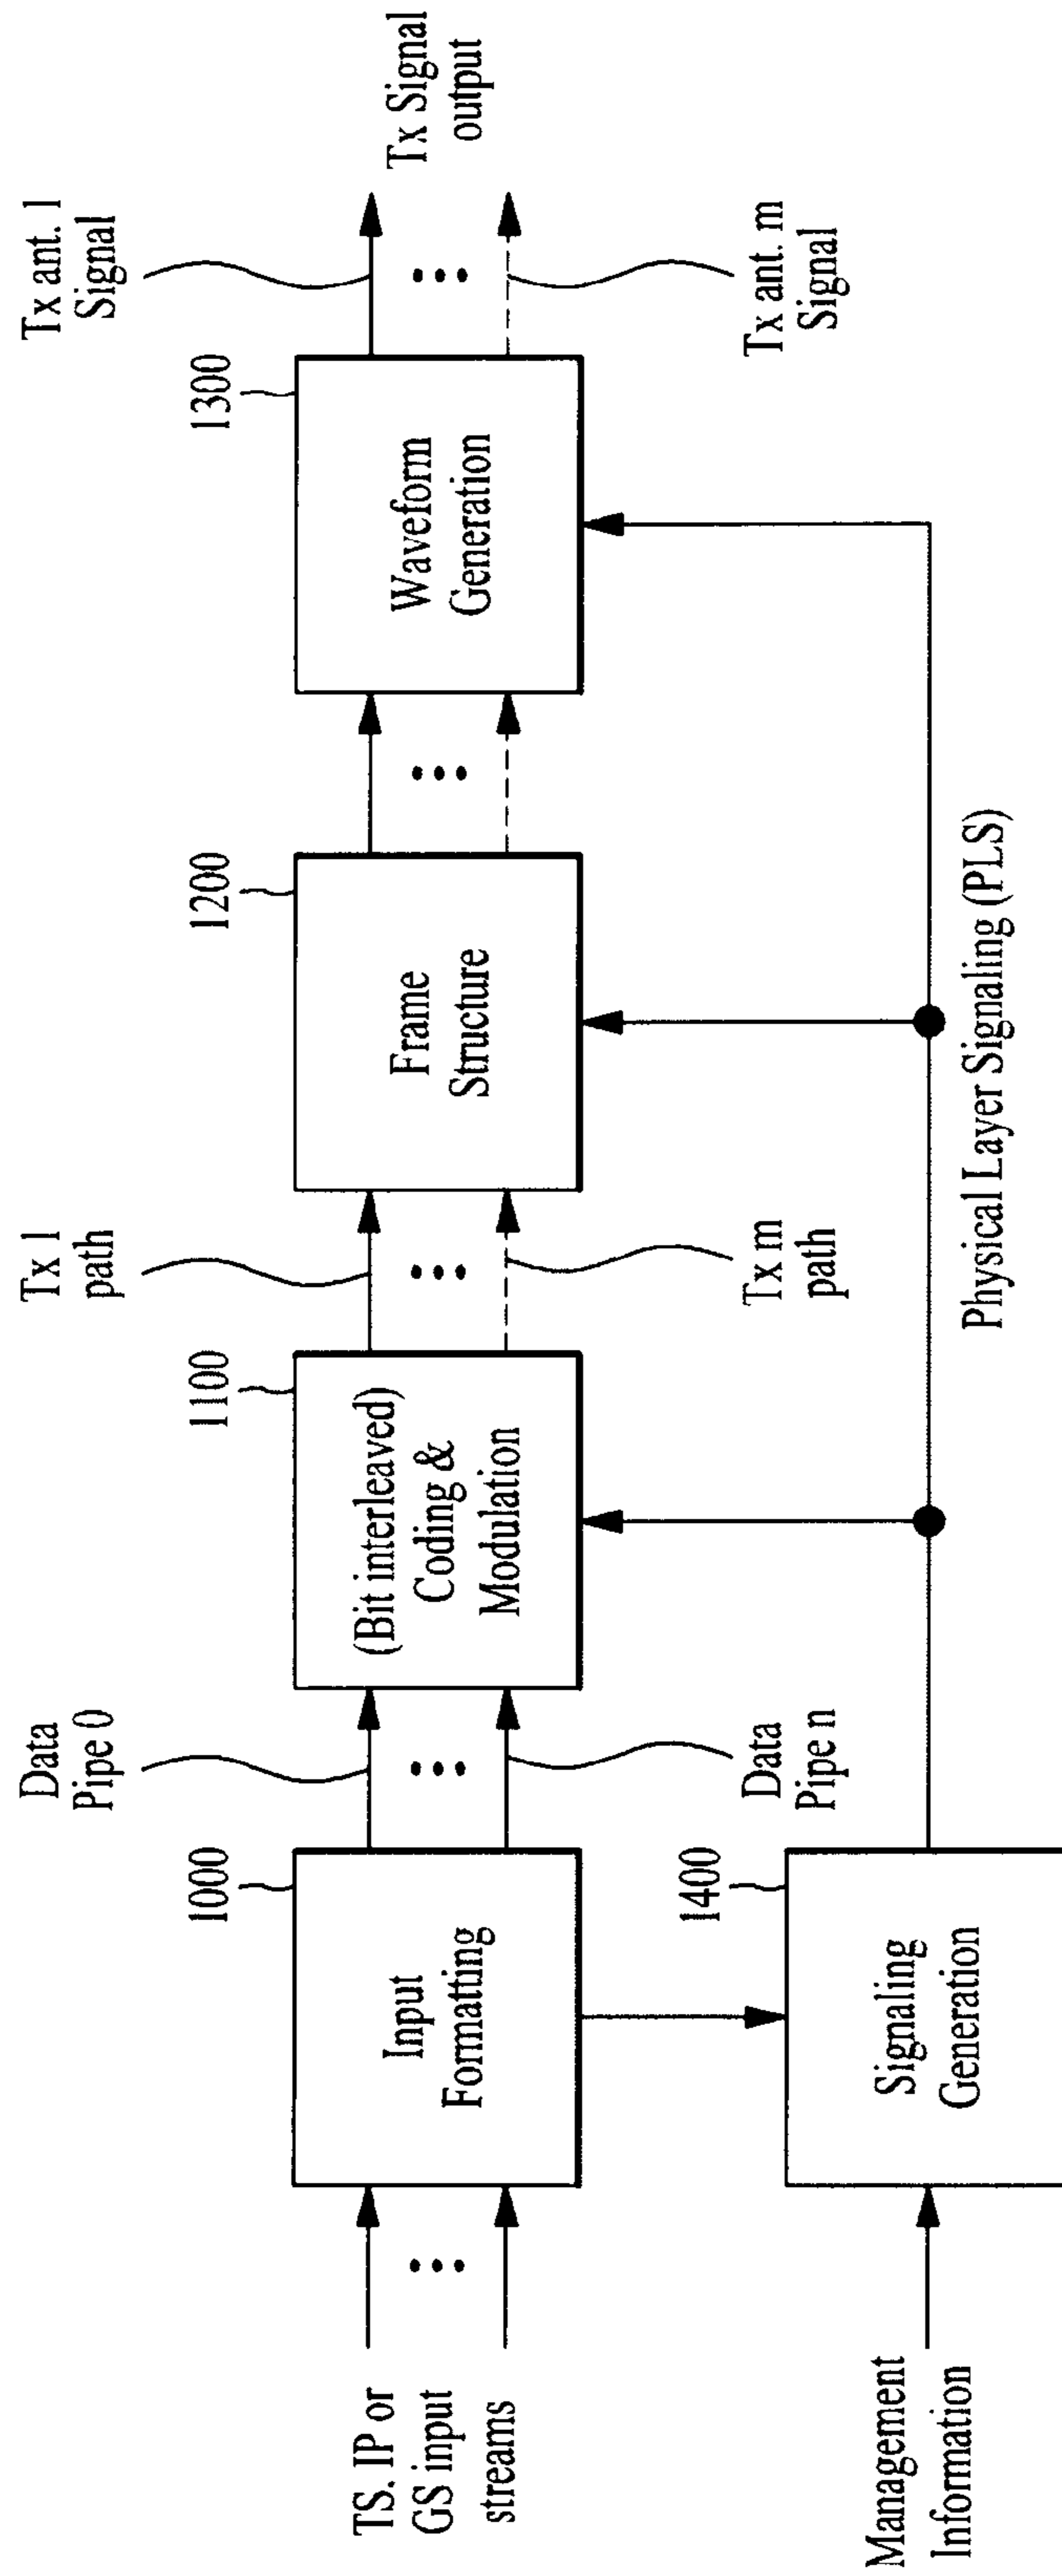 TS. IP or
GS input
streams
1000
Input
Formatting
Data
Pipe 0
Data
Pipe n
1100
(Bit interleaved)
Coding &
Modulation
Tx 1
path
Tx m
path
1200
Frame
Structure
1300
Waveform
Generation
Tx ant. 1
Signal
Tx Signal
output
Tx ant. m
Signal
Management
Information
1400
Signaling
Generation
Physical Layer Signaling (PLS)